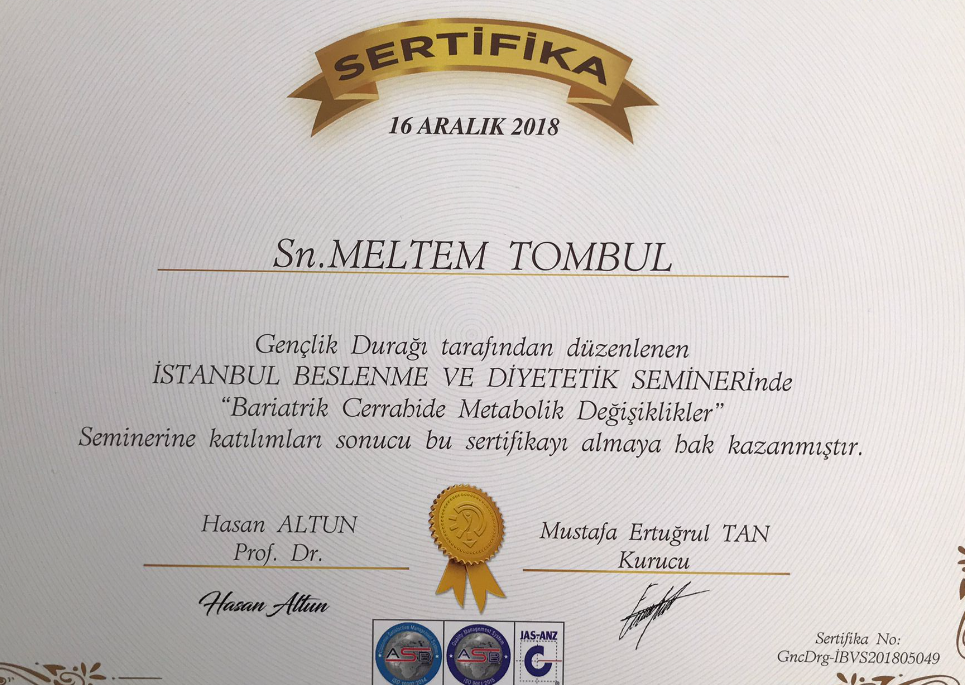 SERTİFİKA
16 ARALIK 2018
Sn.MELTEM TOMBUL
Gençlik Durağı tarafından düzenlenen
İSTANBUL BESLENME VE DİYETETİK SEMİNERİnde
“Bariatrik Cerrahide Metabolik Değişiklikler”
Seminerine katılımları sonucu bu sertifikayı almaya hak kazanmıştır.
Hasan ALTUN
Prof. Dr.
Hasan Altun
Mustafa Ertuğrul TAN
Kurucu
JAS-ANZ
Sertifika No:
GncDrg-İBVS201805049